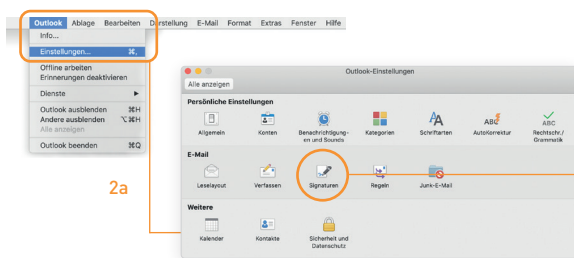 Outlook Ablage Bearbeiten Darstellung E-Mail Format Extras Fenster Hilfe
Info...
Einstellungen... ⌘,
Offline arbeiten
Erinnerungen deaktivieren
Dienste ▶
Outlook ausblenden ⌘H
Andere ausblenden ⌥⌘H
Alle anzeigen
Outlook beenden ⌘Q
2a
Outlook-Einstellungen
Alle anzeigen
Persönliche Einstellungen
Allgemein Konten Benachrichtigung-
en und Sounds Kategorien Schriftarten AutoKorrektur Rechtschr./
Grammatik
E-Mail
Leselayout Verfassen Signaturen Regeln Junk-E-Mail
Weitere
Kalender Kontakte Sicherheit und
Datenschutz